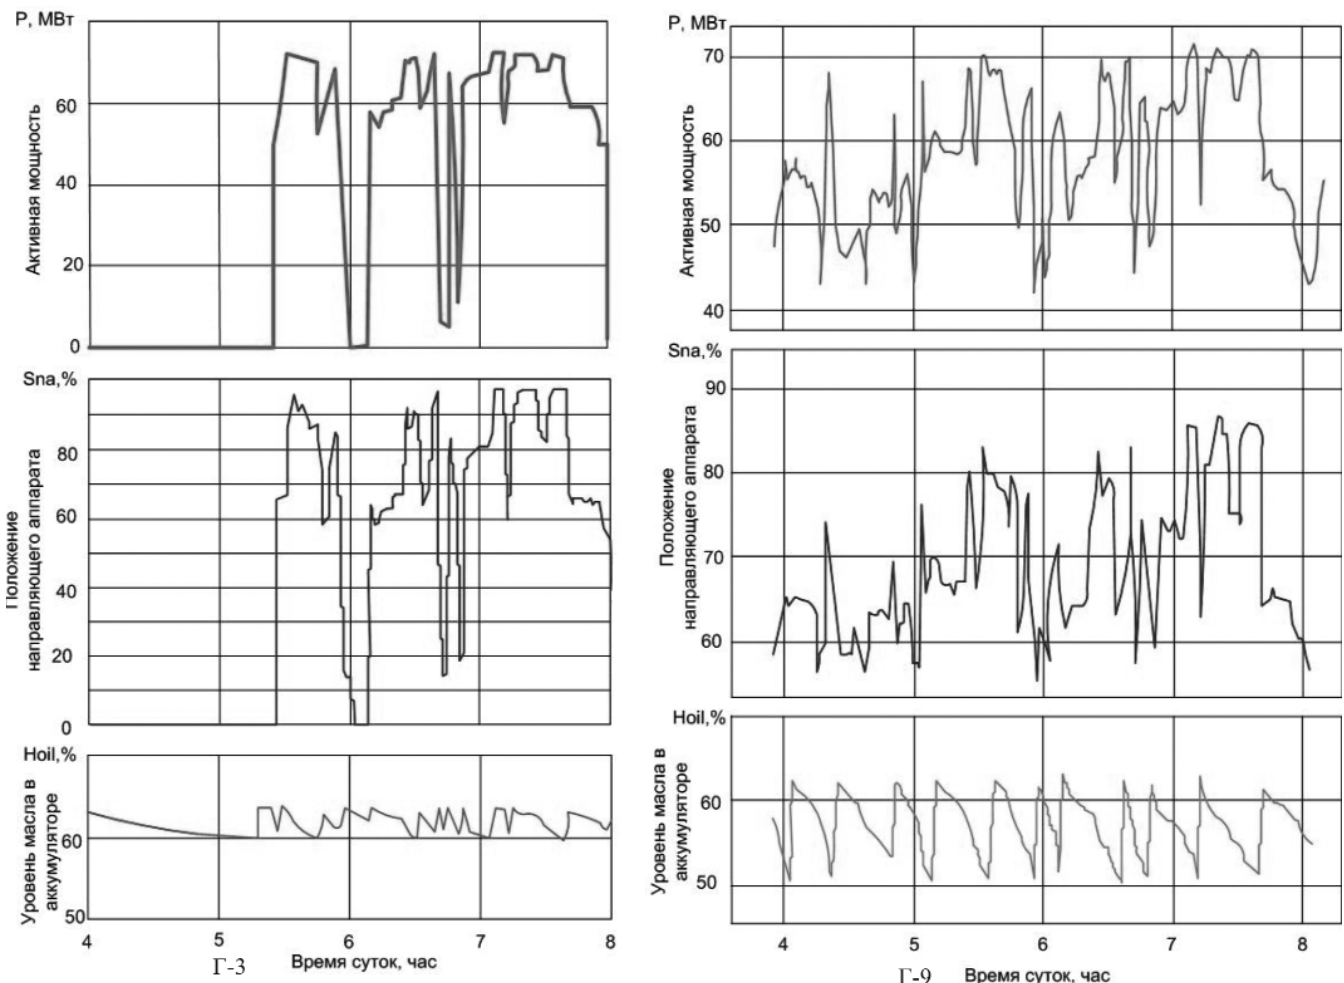 P, МВт
60
40
20
0
Активная мощность
Sna,%
80
60
40
20
0
Положение
направляющего аппарата
Hoil,%
60
50
Уровень масла в
аккумуляторе
4 5 6 7 8
Г-3 Время суток, час
P, МВт
70
60
50
40
Активная мощность
Sna,%
90
80
70
60
Положение
направляющего аппарата
Hoil,%
60
50
Уровень масла в
аккумуляторе
4 5 6 7 8
Г-9 Время суток, час